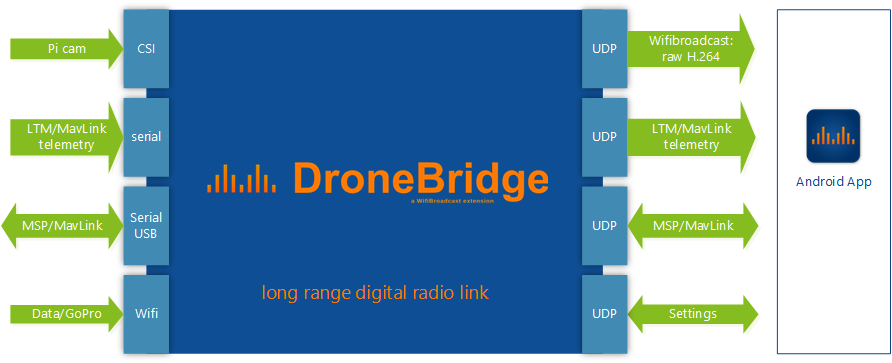 Pi cam
CSI
UDP
Wifibroadcast:
raw H.264
LTM/MavLink
telemetry
serial
UDP
LTM/MavLink
telemetry
Android App
DroneBridge
a WifiBroadcast extension
MSP/MavLink
Serial
USB
UDP
MSP/MavLink
long range digital radio link
Data/GoPro
Wifi
UDP
Settings